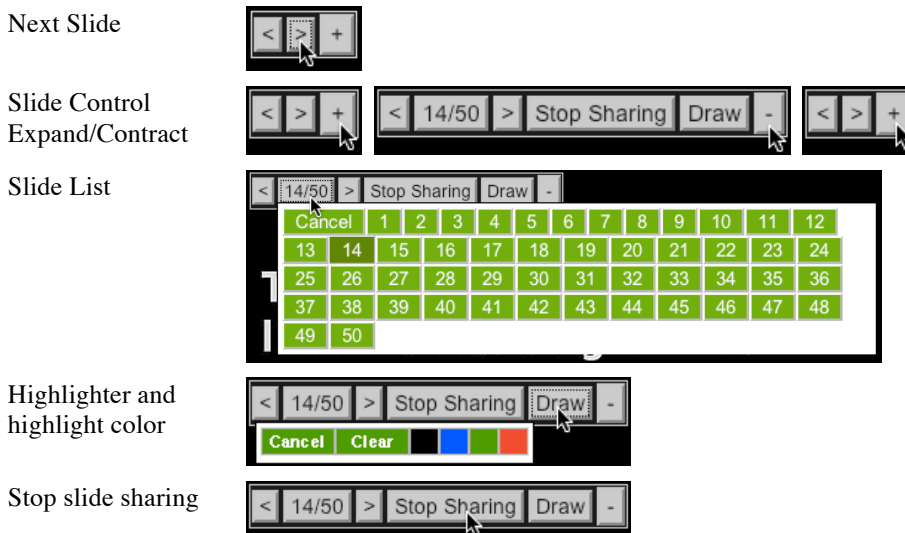 Next Slide
< > +
Slide Control
Expand/Contract
< > +
< 14/50 > Stop Sharing Draw -
< > +
Slide List
< 14/50 > Stop Sharing Draw -
Cancel 1 2 3 4 5 6 7 8 9 10 11 12
13 14 15 16 17 18 19 20 21 22 23 24
25 26 27 28 29 30 31 32 33 34 35 36
37 38 39 40 41 42 43 44 45 46 47 48
49 50
Highlighter and
highlight color
< 14/50 > Stop Sharing Draw -
Cancel Clear
Stop slide sharing
< 14/50 > Stop Sharing Draw -